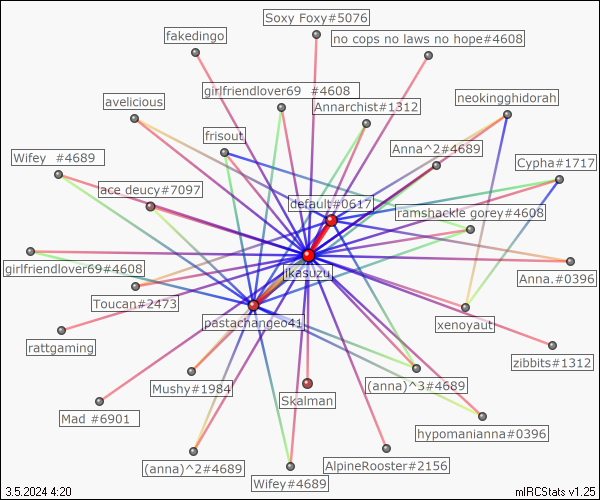 Soxy Foxy#5076
fakedingo
no cops no laws no hope#4608
girlfriendlover69 #4608
avelicious
Annarchist#1312
neokingghidorah
frisout
Anna^2#4689
Wifey #4689
Cypha#1717
ace deucy#7097
default#0617
ramshackle gorey#4608
girlfriendlover69#4608
ikasuzu
Anna.#0396
Toucan#2473
pastachangeo41
xenoyaut
rattgaming
zibbits#1312
Mushy#1984
(anna)^3#4689
Skalman
Mad #6901
hypomanianna#0396
(anna)^2#4689
AlpineRooster#2156
Wifey#4689
3.5.2024 4:20
mIRCStats v1.25